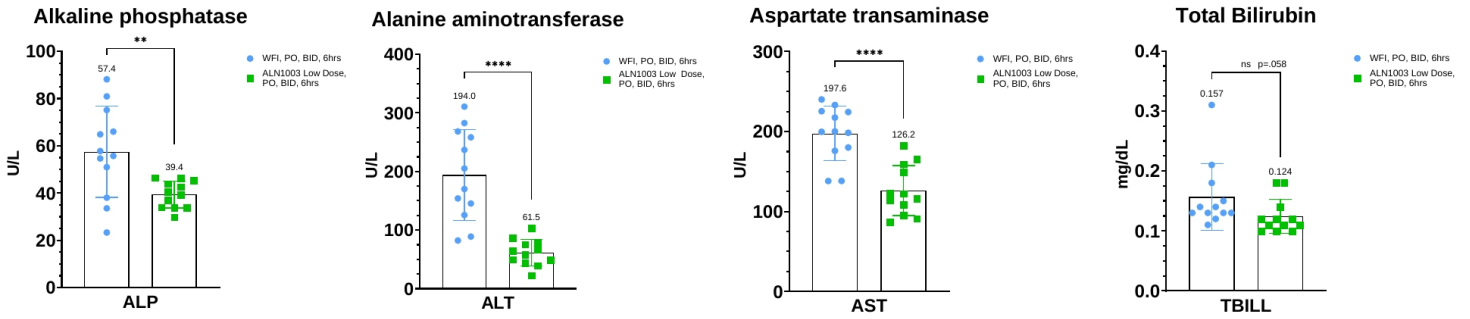 Alkaline phosphatase
**
57.4
39.4
100
80
60
40
20
0
U/L
ALP
WFI, PO, BID, 6hrs
ALN1003 Low Dose,
PO, BID, 6hrs
Alanine aminotransferase
****
194.0
61.5
400
300
200
100
0
U/L
ALT
WFI, PO, BID, 6hrs
ALN1003 Low Dose,
PO, BID, 6hrs
Aspartate transaminase
****
197.6
126.2
300
200
100
0
U/L
AST
WFI, PO, BID, 6hrs
ALN1003 Low Dose,
PO, BID, 6hrs
Total Bilirubin
ns p=.058
0.157
0.124
0.4
0.3
0.2
0.1
0.0
mg/dL
TBILL
WFI, PO, BID, 6hrs
ALN1003 Low Dose,
PO, BID, 6hrs